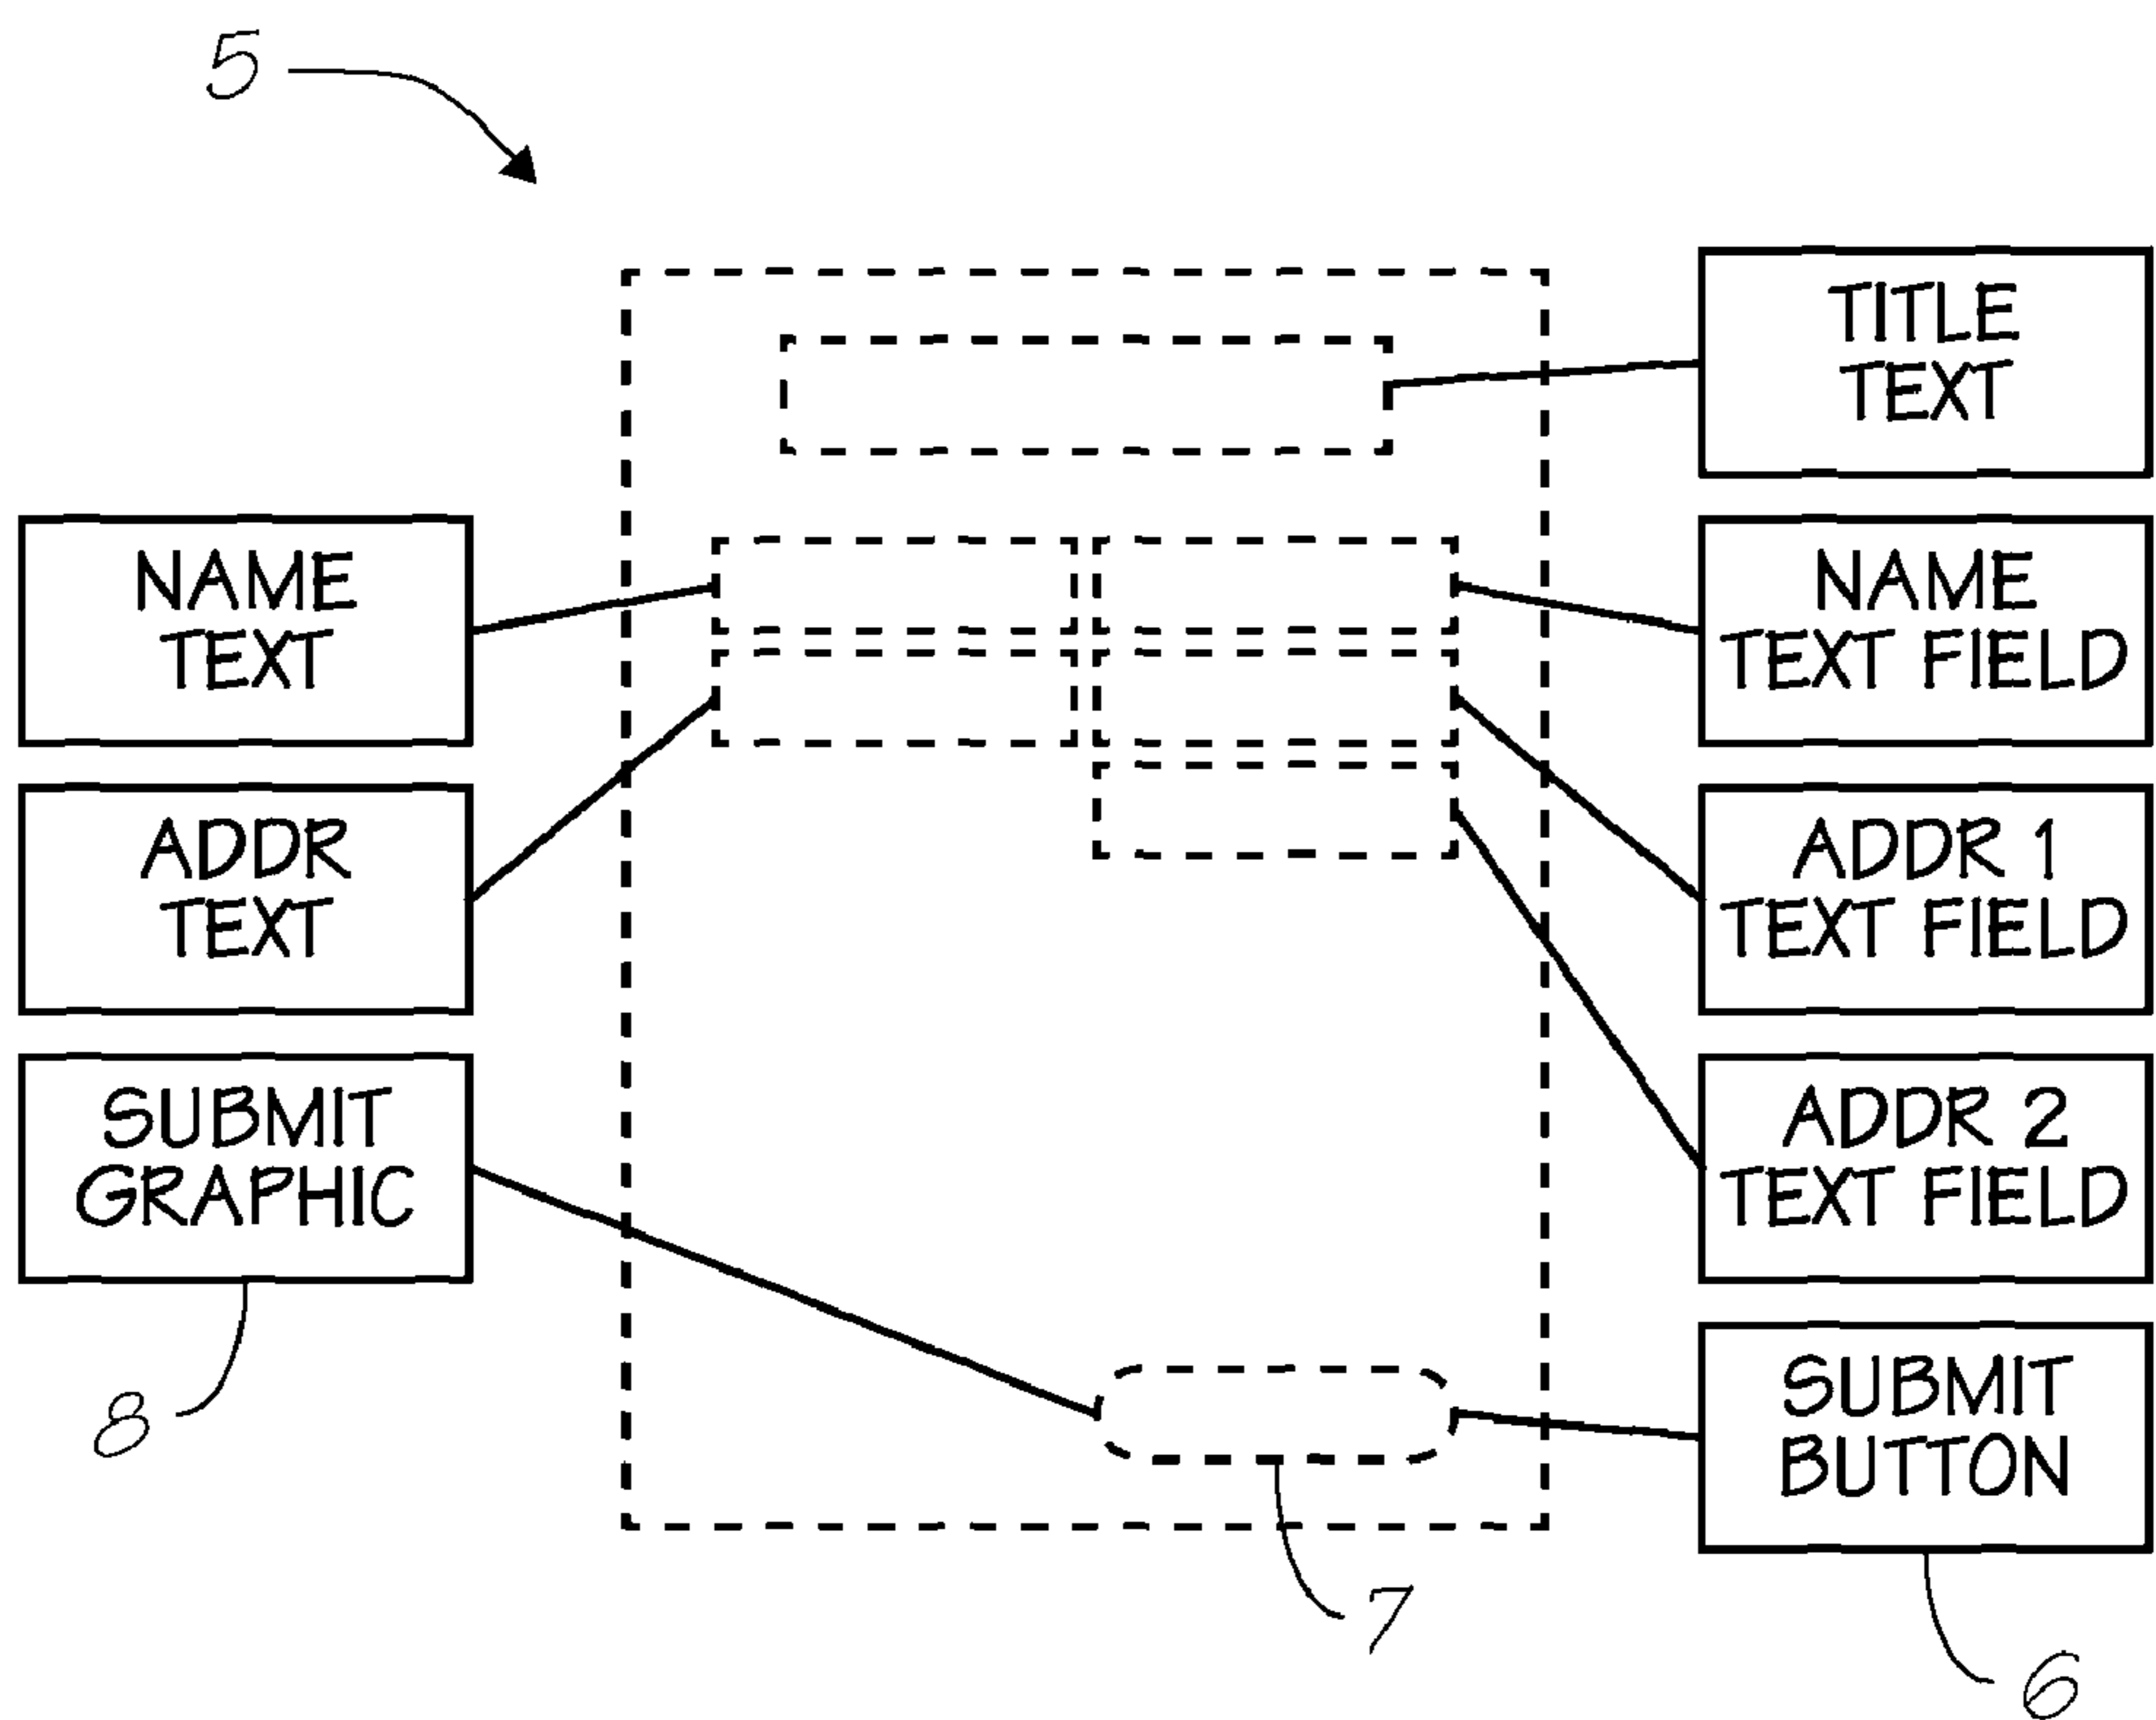 5
TITLE
TEXT
NAME
TEXT
NAME
TEXT FIELD
ADDR
TEXT
ADDR 1
TEXT FIELD
SUBMIT
GRAPHIC
ADDR 2
TEXT FIELD
SUBMIT
BUTTON
8
7
6